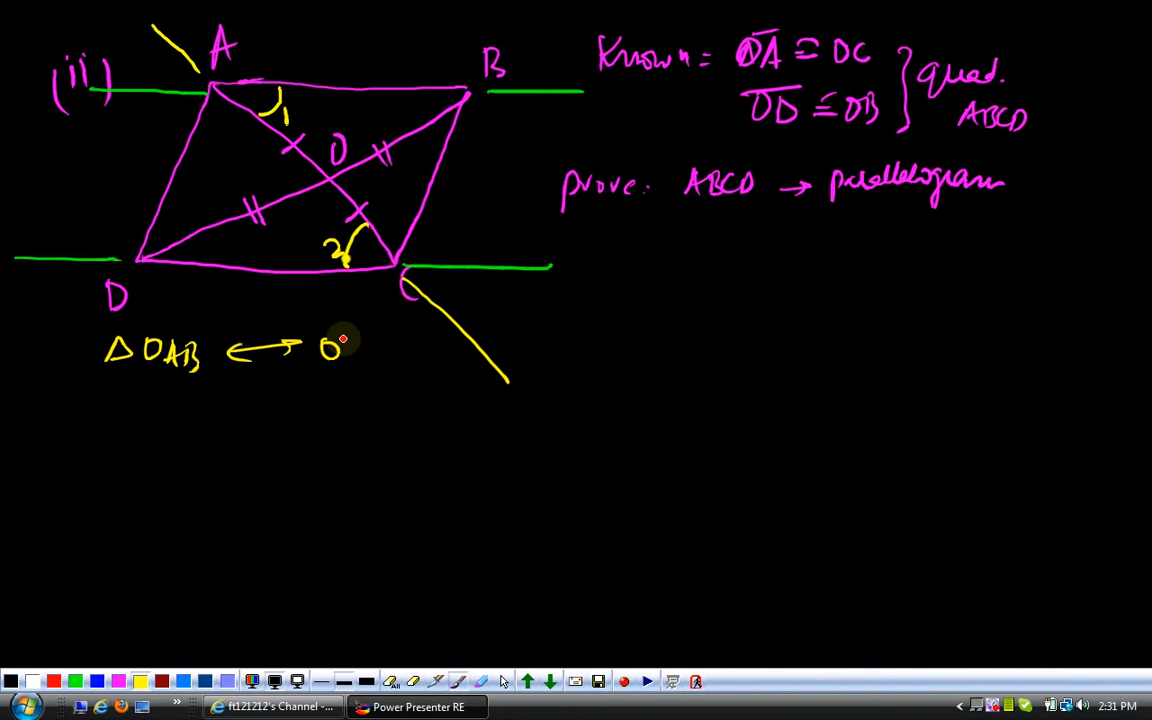 (ii)
A
B
Known = OA ≅ OC
OD ≅ OB
quad.
ABCD
1
O
prove: ABCD → parallelogram
2
D
C
Δ OAB ↔ O
ft121212's Channel - ...
Power Presenter RE
2:31 PM